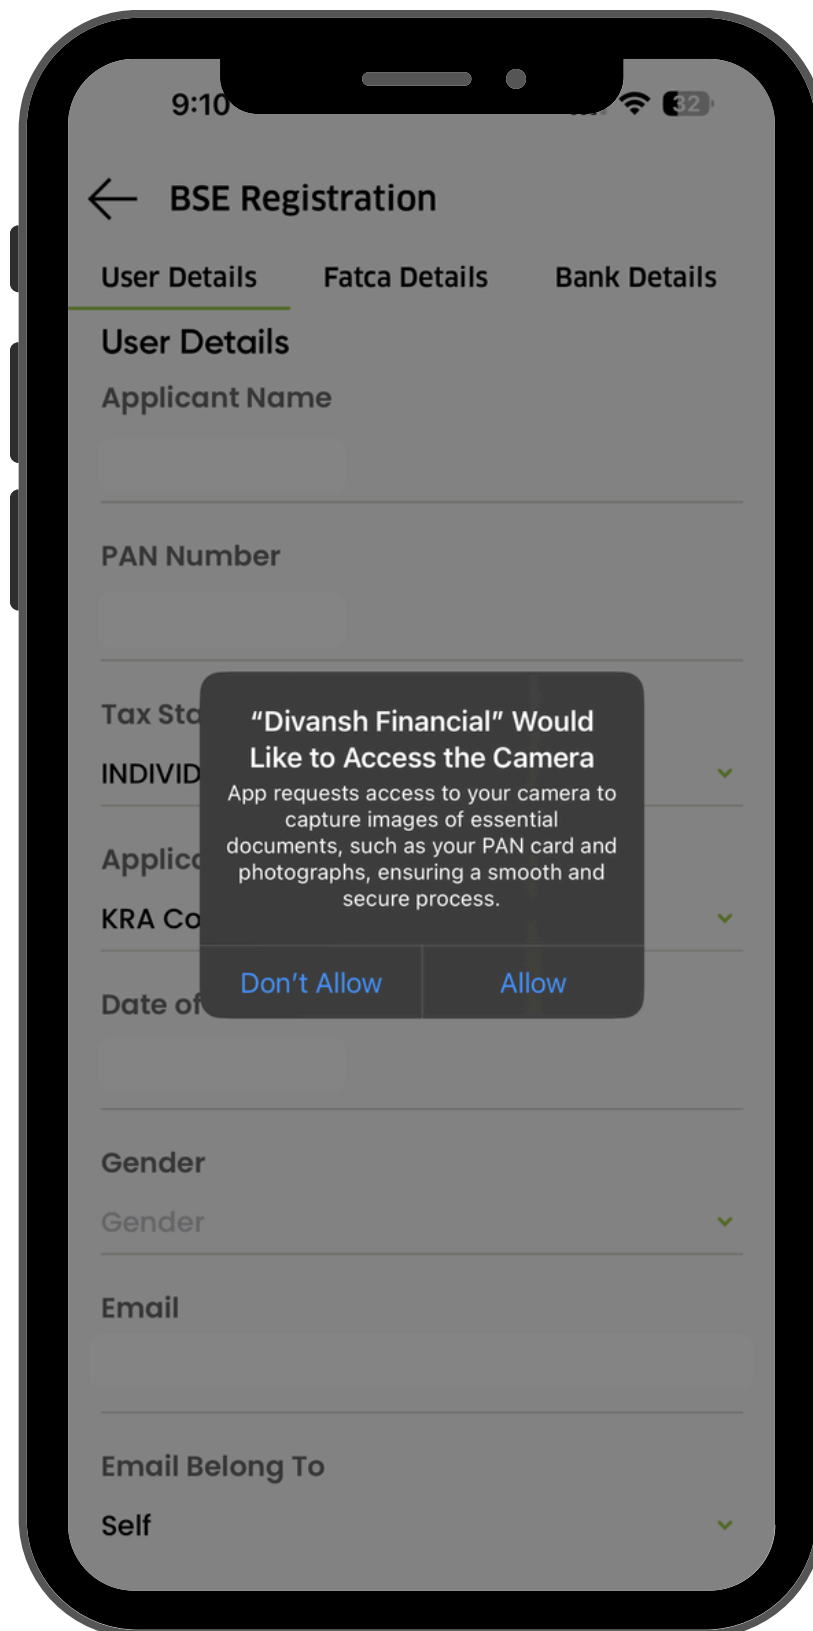 9:10
32
BSE Registration
User Details Fatca Details Bank Details
User Details
Applicant Name
PAN Number
Tax Sta
INDIVID
“Divansh Financial” Would
Like to Access the Camera
App requests access to your camera to
capture images of essential
documents, such as your PAN card and
photographs, ensuring a smooth and
secure process.
Don’t Allow Allow
Applica
KRA Co
Date of
Gender
Gender
Email
Email Belong To
Self